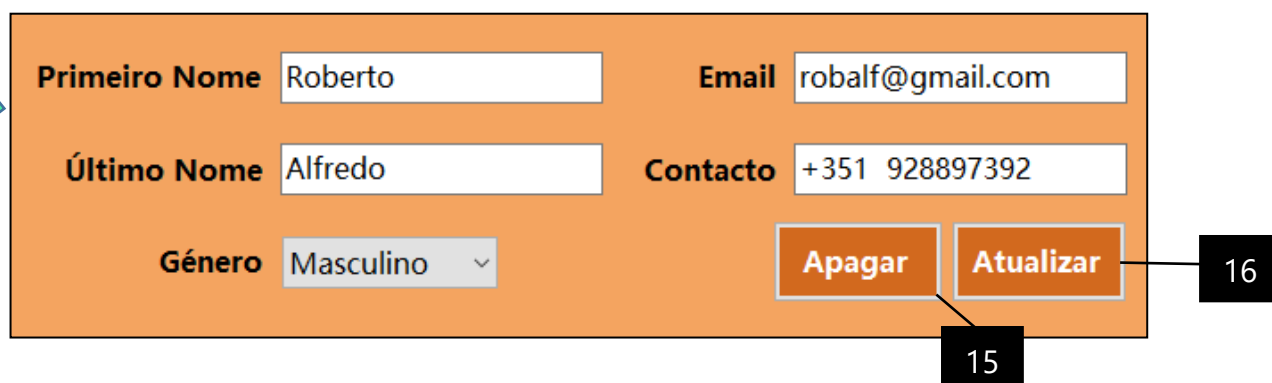 Primeiro Nome Roberto Email robalf@gmail.com
Último Nome Alfredo Contacto +351 928897392
Género Masculino Apagar Atualizar
16
15